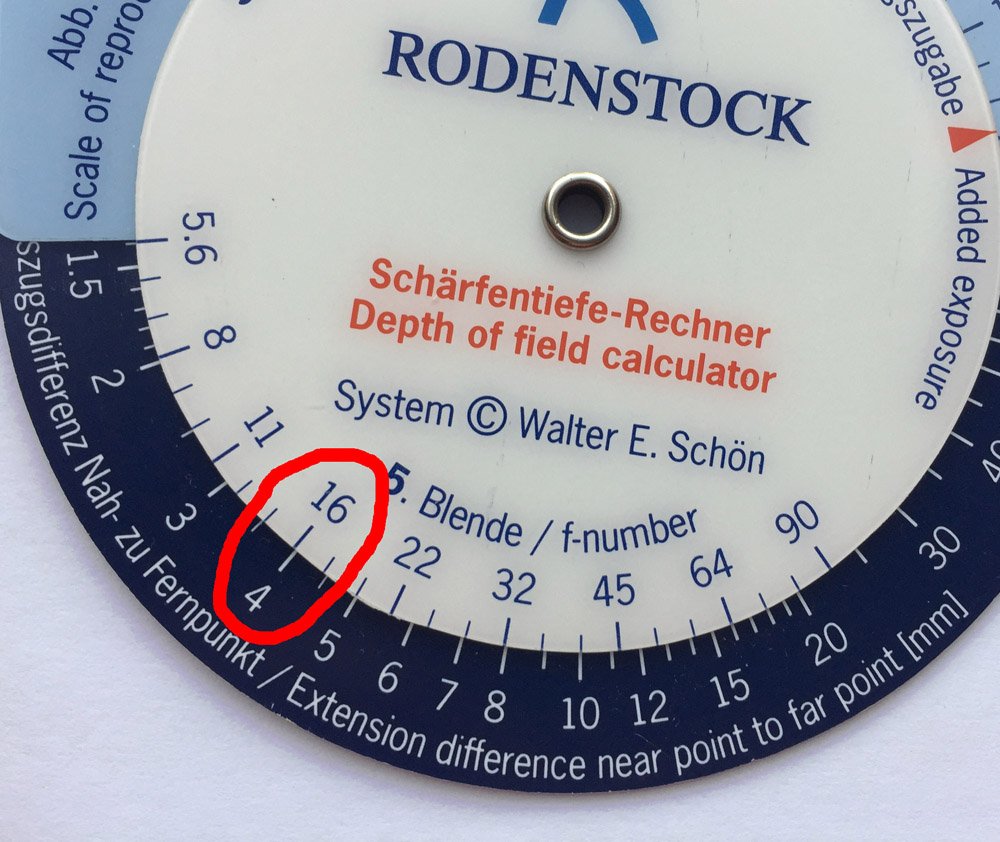 Abb.
Scale of repro
RODENSTOCK
szugabe
Added exposure
Schärfentiefe-Rechner
Depth of field calculator
System © Walter E. Schön
5. Blende / f-number
5.6 8 11 16 22 32 45 64 90
1.5 2 3 4 5 6 7 8 10 12 15 20 30 40
szugsdifferenz Nah- zu Fernpunkt / Extension difference near point to far point [mm]